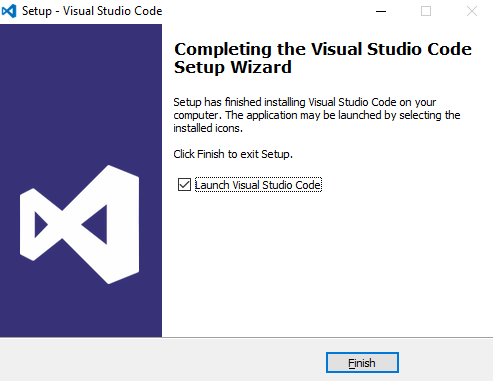 Setup - Visual Studio Code
Completing the Visual Studio Code
Setup Wizard
Setup has finished installing Visual Studio Code on your
computer. The application may be launched by selecting the
installed icons.
Click Finish to exit Setup.
Launch Visual Studio Code
Finish